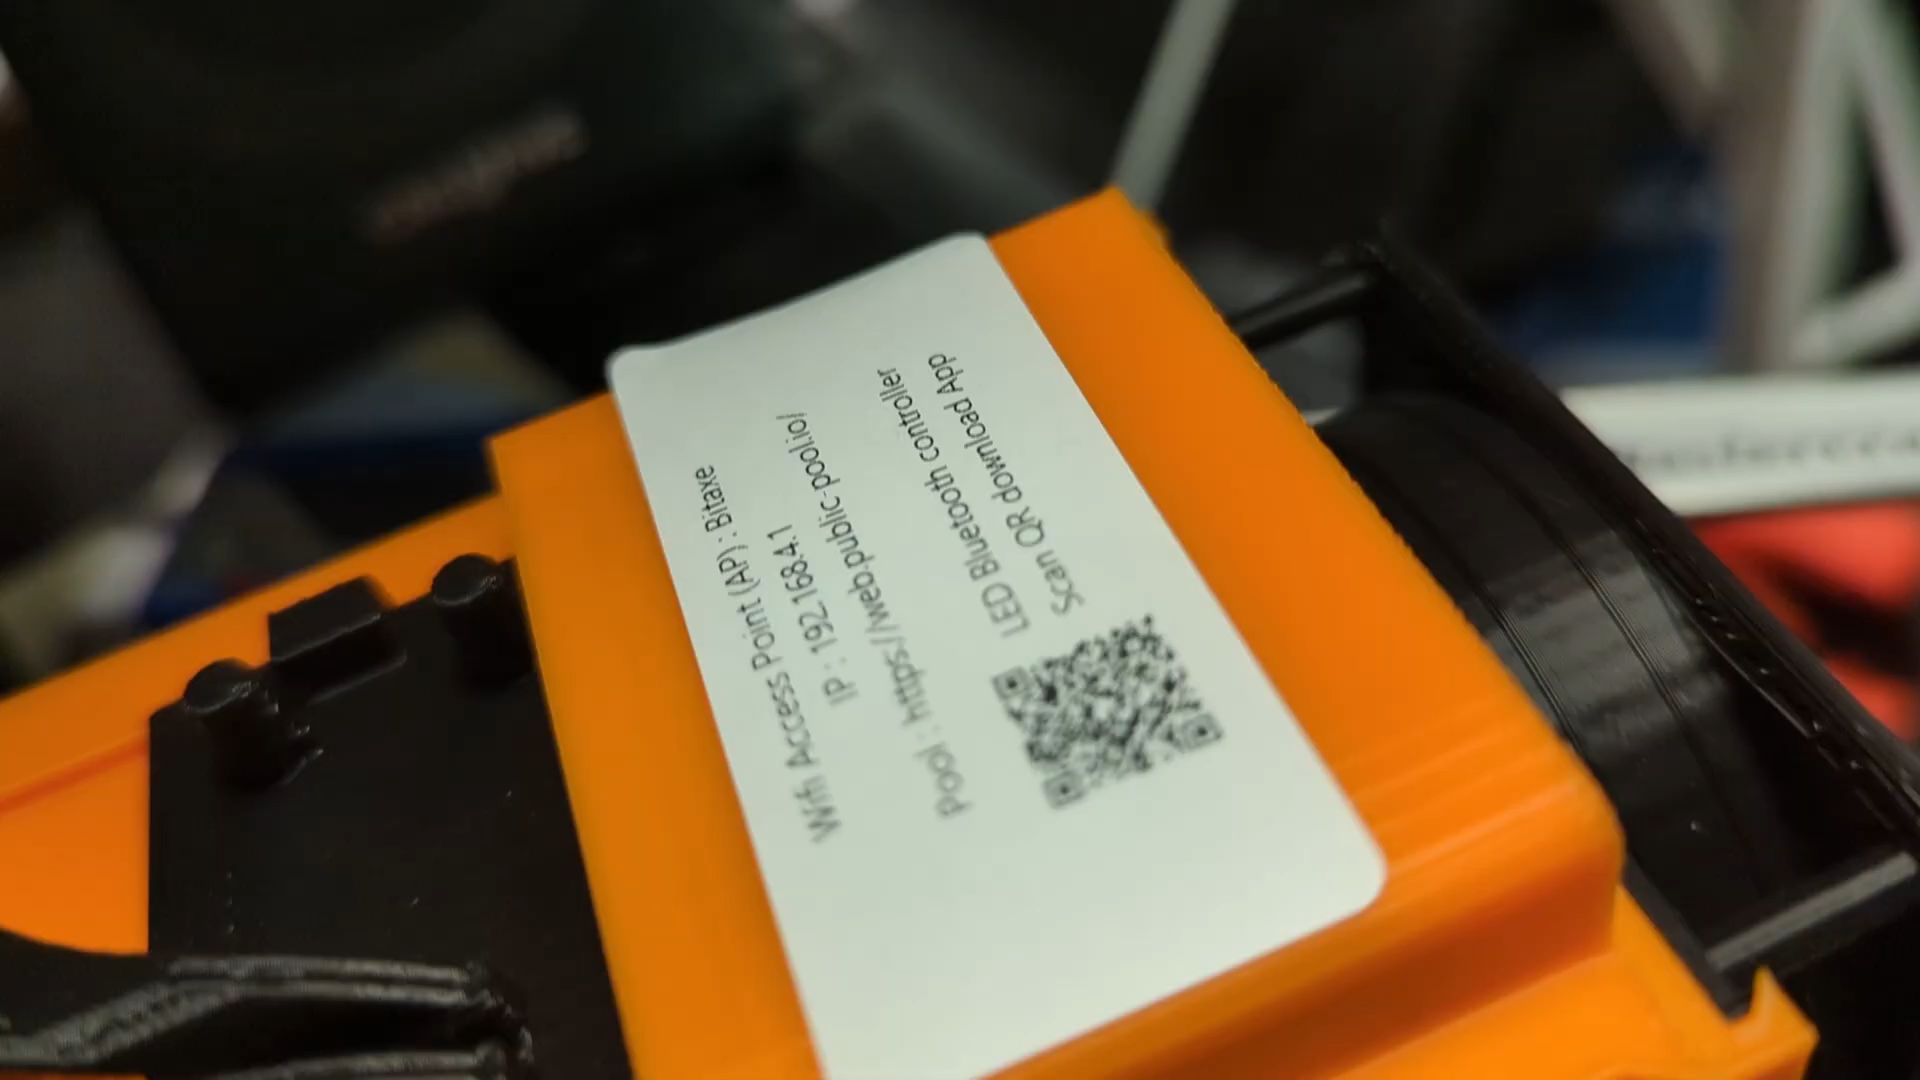 Wifi Access Point (AP) : Bitaxe
IP : 192.168.4.1
Pool : https://web.public-pool.io/
LED Bluetooth controller
Scan QR download App